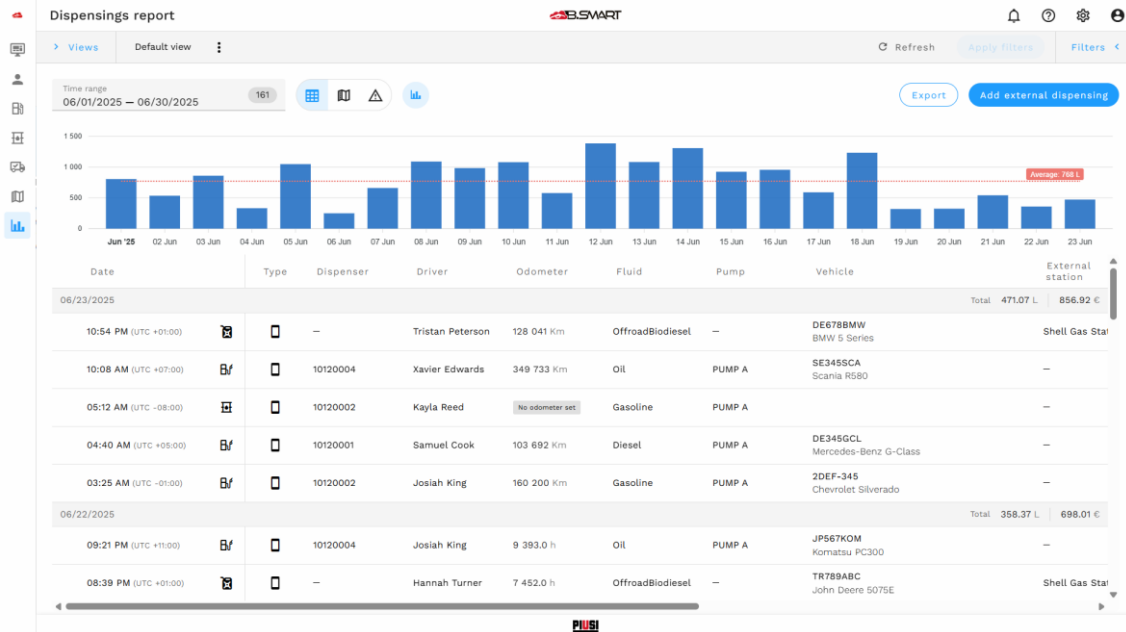 Dispensings report
B.SMART
Views
Default view
Refresh
Apply filters
Filters
Time range
06/01/2025 — 06/30/2025
161
Export
Add external dispensing
1 500
1 000
500
0
Average: 768 L
Jun '25 02 Jun 03 Jun 04 Jun 05 Jun 06 Jun 07 Jun 08 Jun 09 Jun 10 Jun 11 Jun 12 Jun 13 Jun 14 Jun 15 Jun 16 Jun 17 Jun 18 Jun 19 Jun 20 Jun 21 Jun 22 Jun 23 Jun
Date Type Dispenser Driver Odometer Fluid Pump Vehicle External station
06/23/2025 Total 471.07 L 856.92 €
10:54 PM (UTC +01:00) — Tristan Peterson 128 041 Km OffroadBiodiesel — DE678BMW Shell Gas Stat
BMW 5 Series
10:08 AM (UTC +07:00) 10120004 Xavier Edwards 349 733 Km Oil PUMP A SE345SCA —
Scania R580
05:12 AM (UTC -08:00) 10120002 Kayla Reed No odometer set Gasoline PUMP A —
04:40 AM (UTC +05:00) 10120001 Samuel Cook 103 692 Km Diesel PUMP A DE345GCL —
Mercedes-Benz G-Class
03:25 AM (UTC -01:00) 10120002 Josiah King 160 200 Km Gasoline PUMP A 2DEF-345 —
Chevrolet Silverado
06/22/2025 Total 358.37 L 698.01 €
09:21 PM (UTC +11:00) 10120004 Josiah King 9 393.0 h Oil PUMP A JP567KOM —
Komatsu PC300
08:39 PM (UTC +01:00) — Hannah Turner 7 452.0 h OffroadBiodiesel — TR789ABC Shell Gas Stat
John Deere 5075E
PIUSI